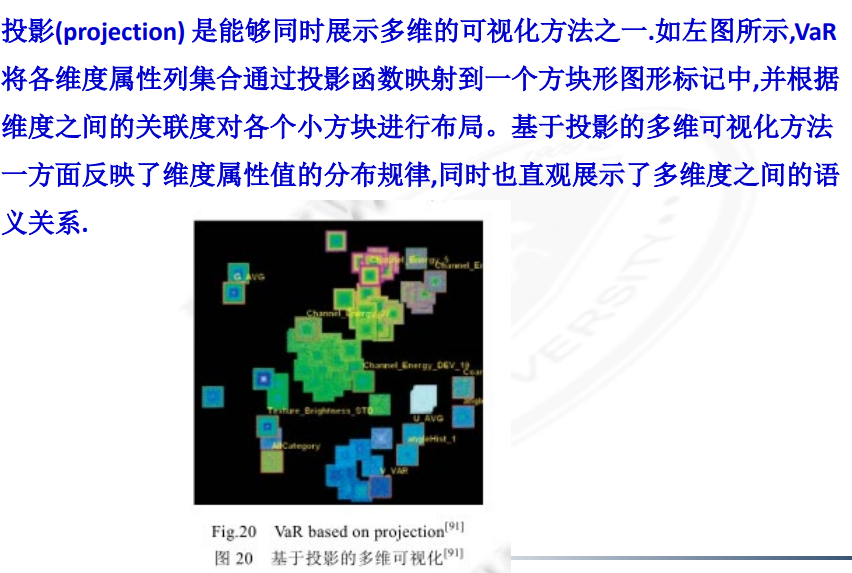 投影(projection) 是能够同时展示多维的可视化方法之一.如左图所示,VaR
将各维度属性列集合通过投影函数映射到一个方块形图形标记中,并根据
维度之间的关联度对各个小方块进行布局。基于投影的多维可视化方法
一方面反映了维度属性值的分布规律,同时也直观展示了多维度之间的语
义关系.
Channel_Energy_5
Channel_En
G_AVG
Channel_Energy
Channel_Energy_DEV_19
Coar
angle
Texture_Brightness_STD
U_AVG
angleHist_1
AllCategory
V_VAR
Fig.20 VaR based on projection[91]
图 20 基于投影的多维可视化[91]
VERSITY